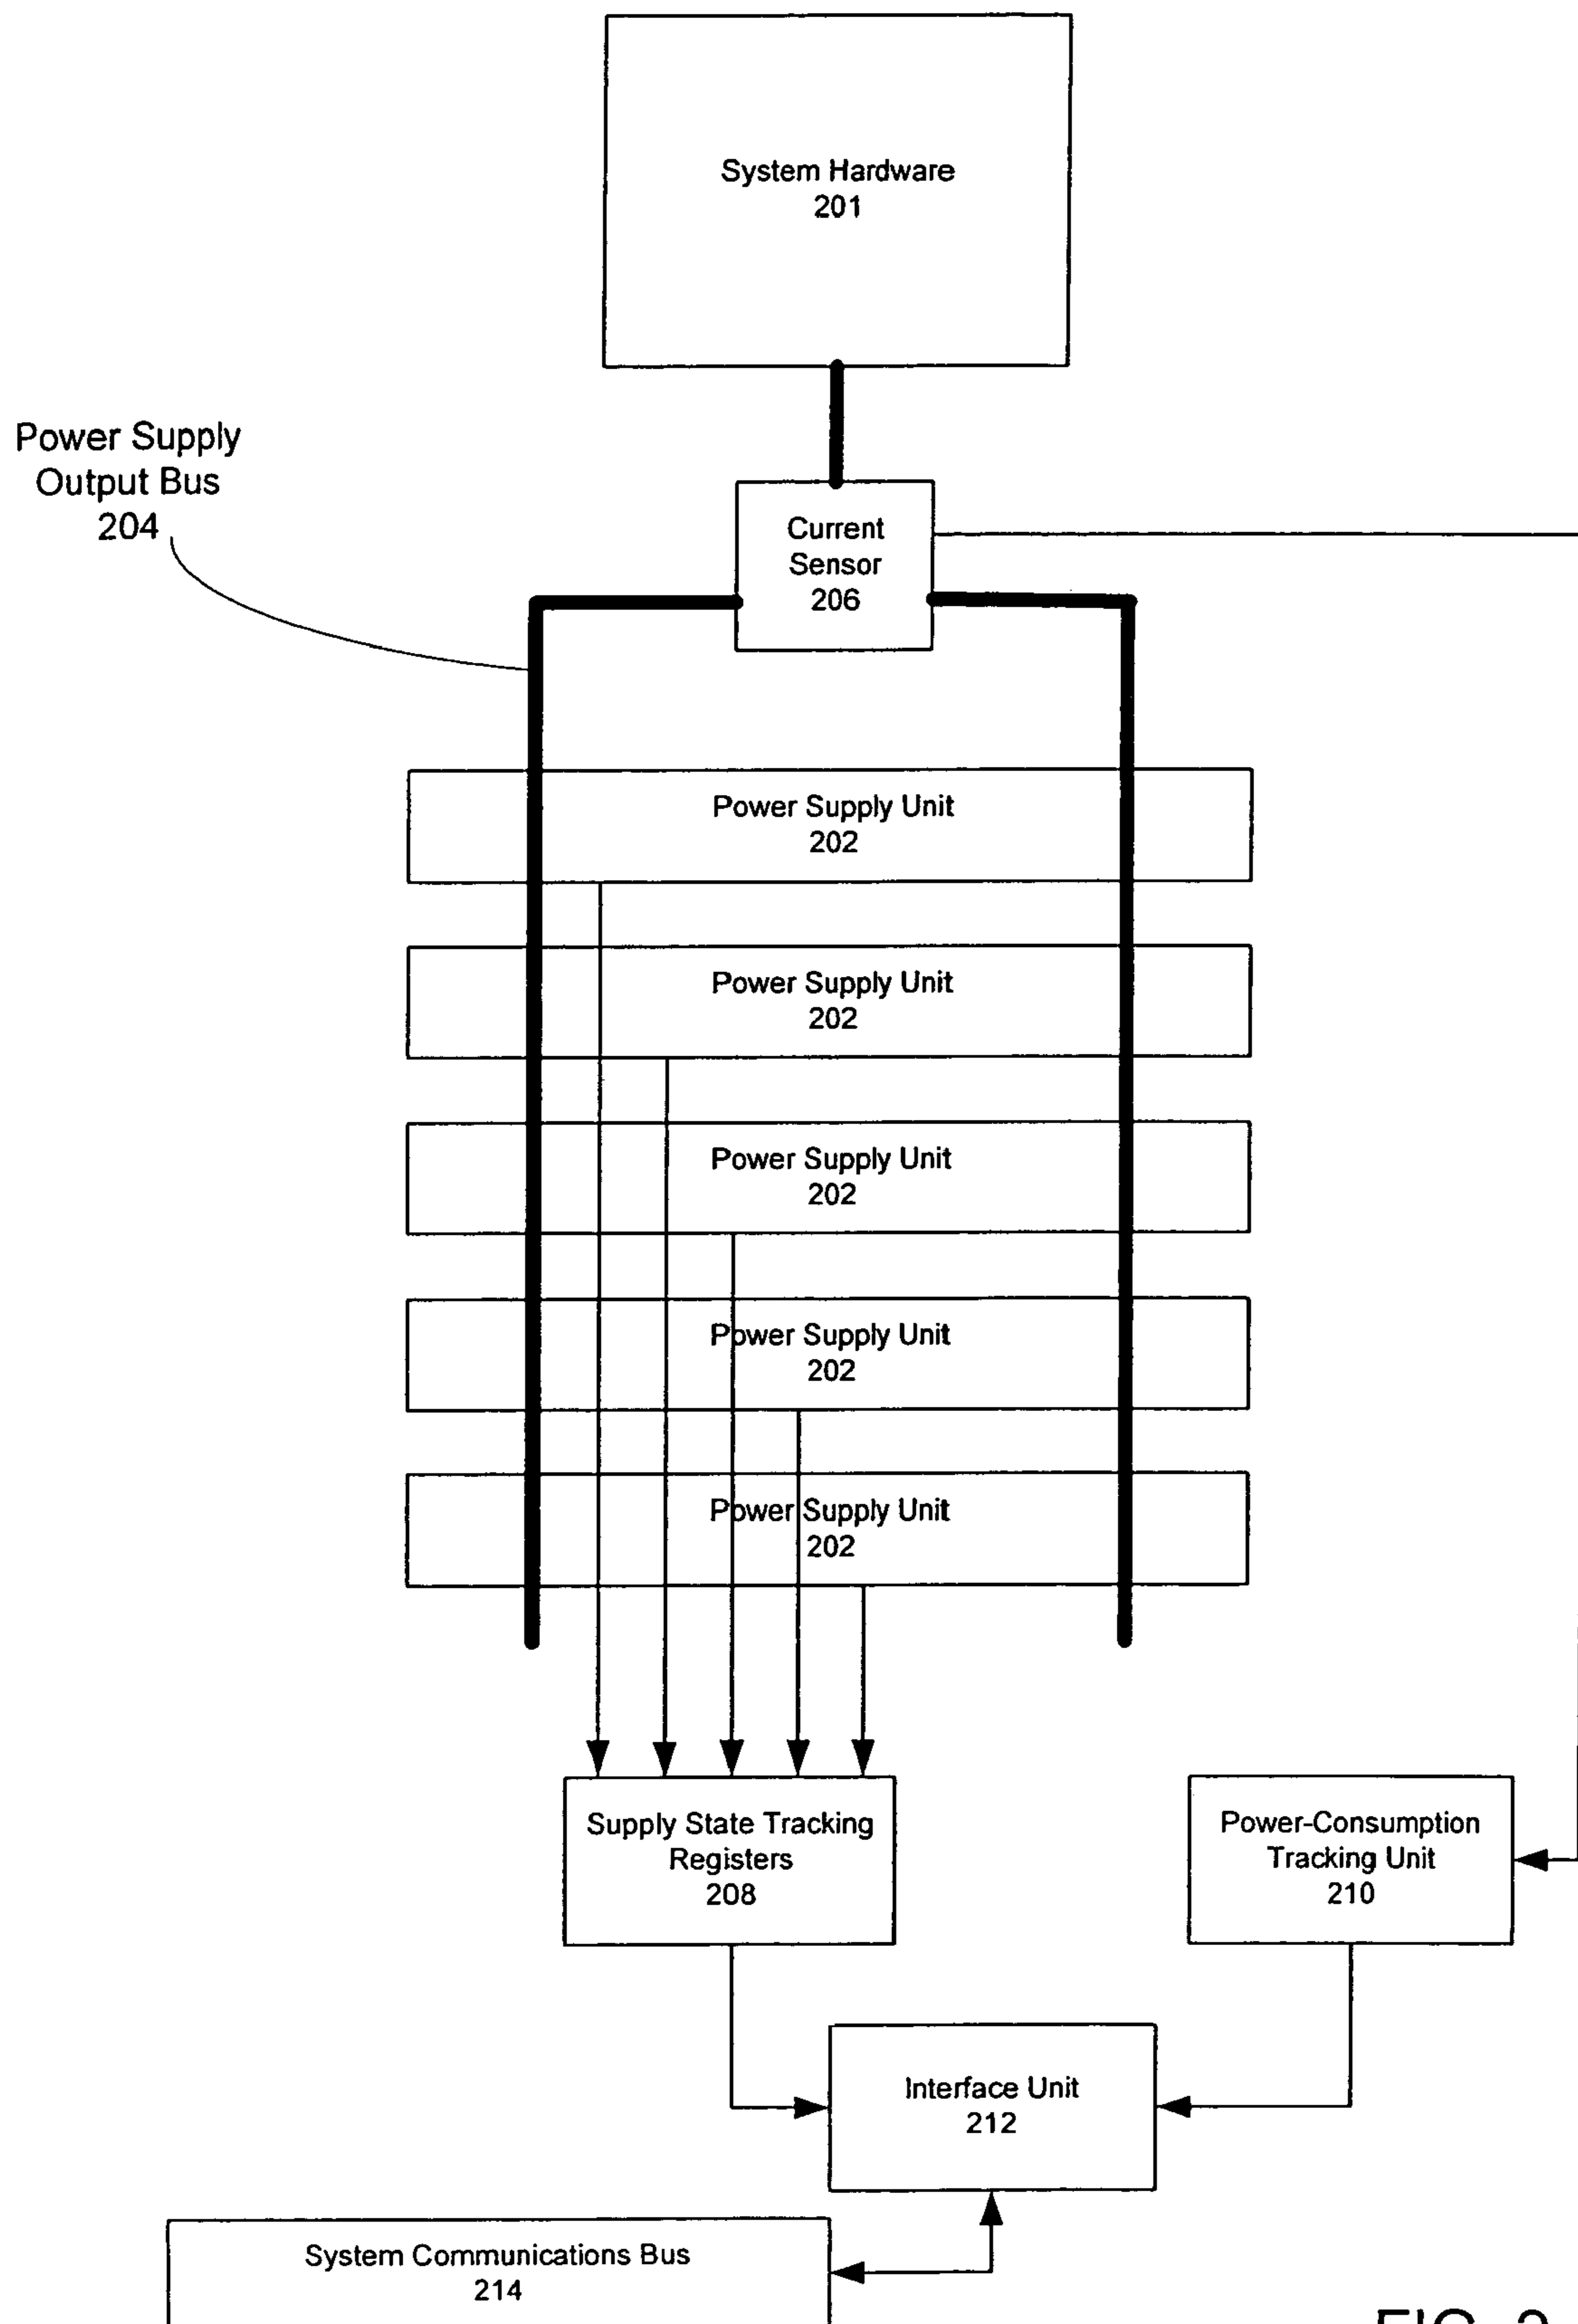 System Hardware
201
Power Supply
Output Bus
204
Current
Sensor
206
Power Supply Unit
202
Power Supply Unit
202
Power Supply Unit
202
Power Supply Unit
202
Power Supply Unit
202
Supply State Tracking
Registers
208
Power-Consumption
Tracking Unit
210
Interface Unit
212
System Communications Bus
214
FIG. 2